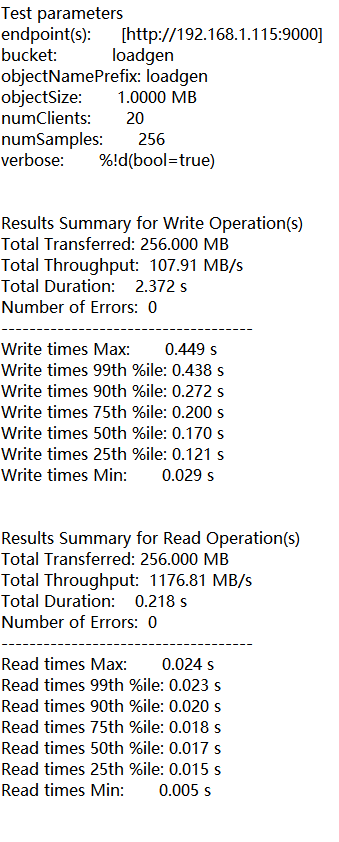 Test parameters
endpoint(s): [http://192.168.1.115:9000]
bucket: loadgen
objectNamePrefix: loadgen
objectSize: 1.0000 MB
numClients: 20
numSamples: 256
verbose: %!d(bool=true)
Results Summary for Write Operation(s)
Total Transferred: 256.000 MB
Total Throughput: 107.91 MB/s
Total Duration: 2.372 s
Number of Errors: 0
------------------------------------
Write times Max: 0.449 s
Write times 99th %ile: 0.438 s
Write times 90th %ile: 0.272 s
Write times 75th %ile: 0.200 s
Write times 50th %ile: 0.170 s
Write times 25th %ile: 0.121 s
Write times Min: 0.029 s
Results Summary for Read Operation(s)
Total Transferred: 256.000 MB
Total Throughput: 1176.81 MB/s
Total Duration: 0.218 s
Number of Errors: 0
------------------------------------
Read times Max: 0.024 s
Read times 99th %ile: 0.023 s
Read times 90th %ile: 0.020 s
Read times 75th %ile: 0.018 s
Read times 50th %ile: 0.017 s
Read times 25th %ile: 0.015 s
Read times Min: 0.005 s